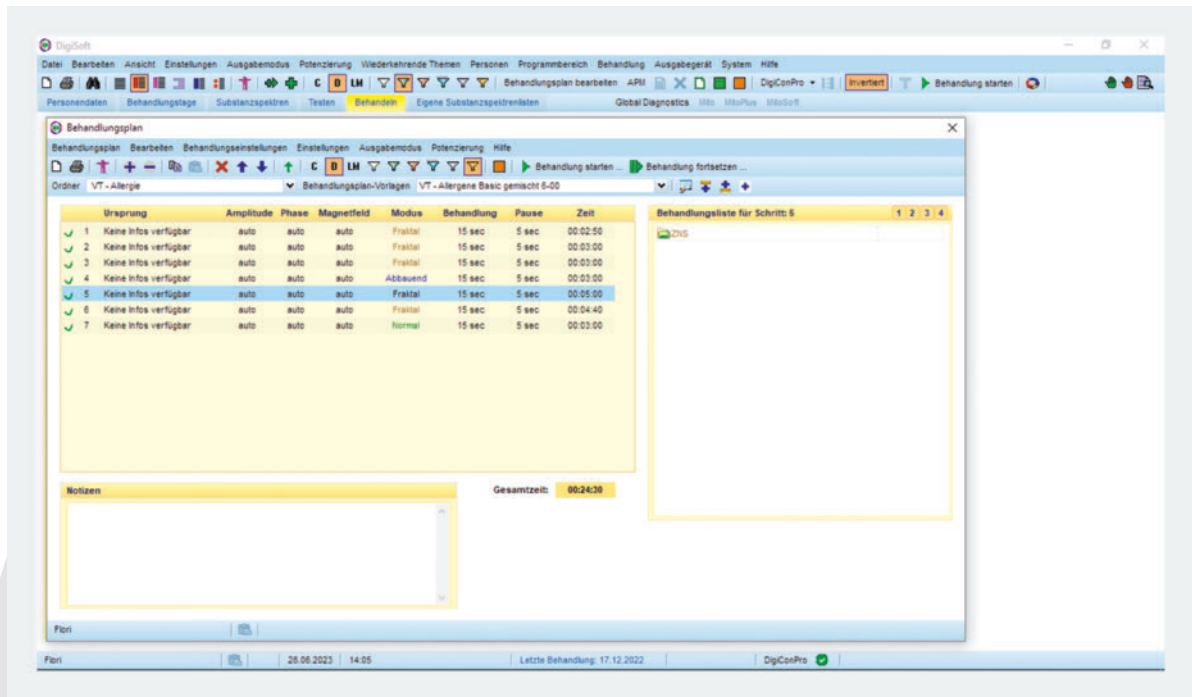 DigiSoft
Datei Bearbeiten Ansicht Einstellungen Ausgabemodus Potenzierung Wiederkehrende Themen Personen Programmbereich Behandlung Ausgabegerät System Hilfe
C D LM Behandlungsplan bearbeiten APM DigiConPro Invertiert Behandlung starten
Personendaten Behandlungstage Substanzspektren Testen Behandeln Eigene Substanzspektrenlisten Global Diagnostics Mito MitoPlus MitoSoft
Behandlungsplan
Behandlungsplan Bearbeiten Behandlungseinstellungen Einstellungen Ausgabemodus Potenzierung Hilfe
C D LM Behandlung starten ... Behandlung fortsetzen ...
Ordner VT - Allergie Behandlungsplan-Vorlagen VT - Allergene Basic gemischt 6-00
Ursprung Amplitude Phase Magnetfeld Modus Behandlung Pause Zeit
1 Keine Infos verfügbar auto auto auto Fraktal 15 sec 5 sec 00:02:50
2 Keine Infos verfügbar auto auto auto Fraktal 15 sec 5 sec 00:03:00
3 Keine Infos verfügbar auto auto auto Fraktal 15 sec 5 sec 00:03:00
4 Keine Infos verfügbar auto auto auto Abbauend 15 sec 5 sec 00:03:00
5 Keine Infos verfügbar auto auto auto Fraktal 15 sec 5 sec 00:05:00
6 Keine Infos verfügbar auto auto auto Fraktal 15 sec 5 sec 00:04:40
7 Keine Infos verfügbar auto auto auto Normal 15 sec 5 sec 00:03:00
Behandlungsliste für Schritt: 5 1 2 3 4
ZNS
Notizen
Gesamtzeit: 00:24:30
Flori
Flori 28.06.2023 14:05 Letzte Behandlung: 17.12.2022 DigiConPro